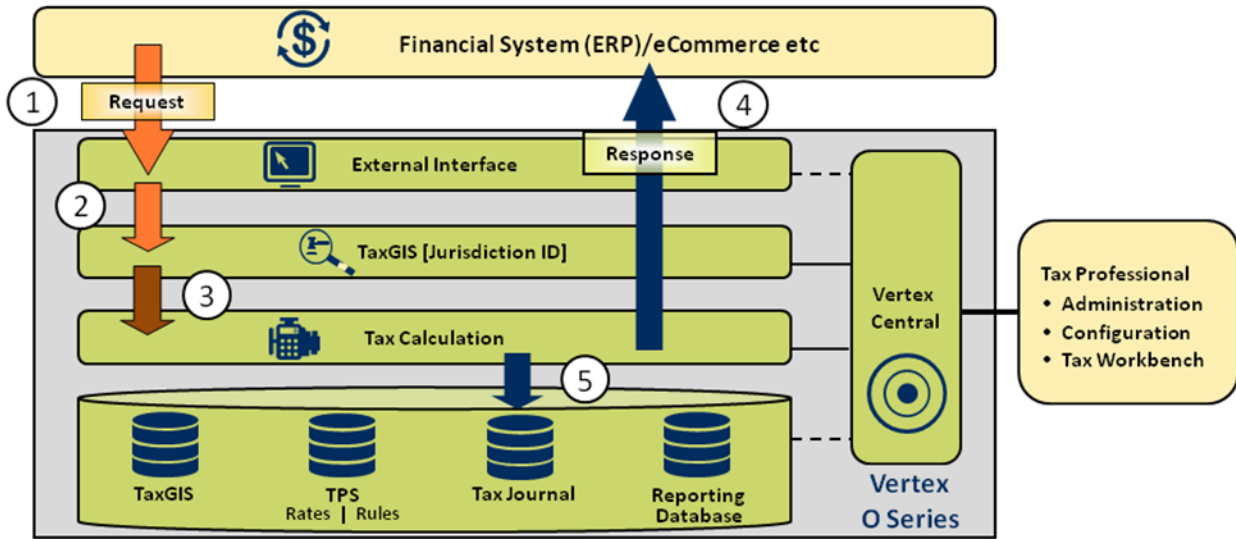 Financial System (ERP)/eCommerce etc
1
Request
4
Response
External Interface
2
TaxGIS [Jurisdiction ID]
3
Tax Calculation
5
TaxGIS
TPS
Rates | Rules
Tax Journal
Reporting
Database
Vertex
Central
Vertex
O Series
Tax Professional
• Administration
• Configuration
• Tax Workbench